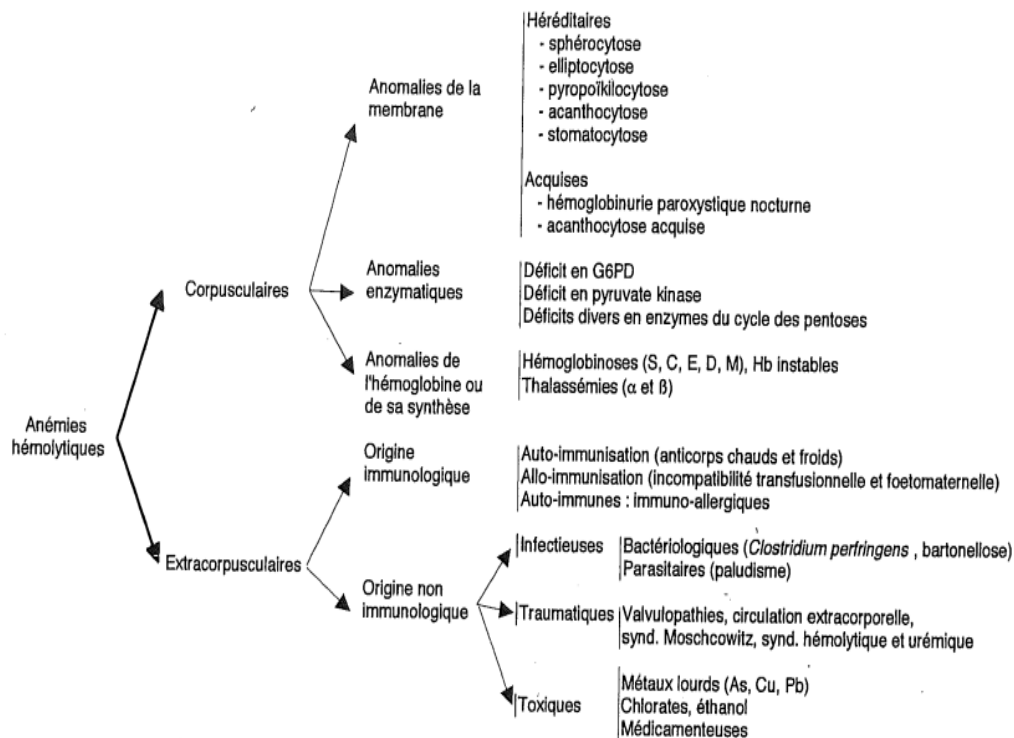 Héréditaires
- sphérocytose
- elliptocytose
- pyropoïkilocytose
- acanthocytose
- stomatocytose
Anomalies de la
membrane
Acquises
- hémoglobinurie paroxystique nocturne
- acanthocytose acquise
Corpusculaires
Anomalies
enzymatiques
Déficit en G6PD
Déficit en pyruvate kinase
Déficits divers en enzymes du cycle des pentoses
Anomalies de
l'hémoglobine ou
de sa synthèse
Hémoglobinoses (S, C, E, D, M), Hb instables
Thalassémies (α et ß)
Anémies
hémolytiques
Origine
immunologique
Auto-immunisation (anticorps chauds et froids)
Allo-immunisation (incompatibilité transfusionnelle et foetomaternelle)
Auto-immunes : immuno-allergiques
Extracorpusculaires
Origine non
immunologique
Infectieuses
Bactériologiques (Clostridium perfringens , bartonellose)
Parasitaires (paludisme)
Traumatiques
Valvulopathies, circulation extracorporelle,
synd. Moschcowitz, synd. hémolytique et urémique
Toxiques
Métaux lourds (As, Cu, Pb)
Chlorates, éthanol
Médicamenteuses